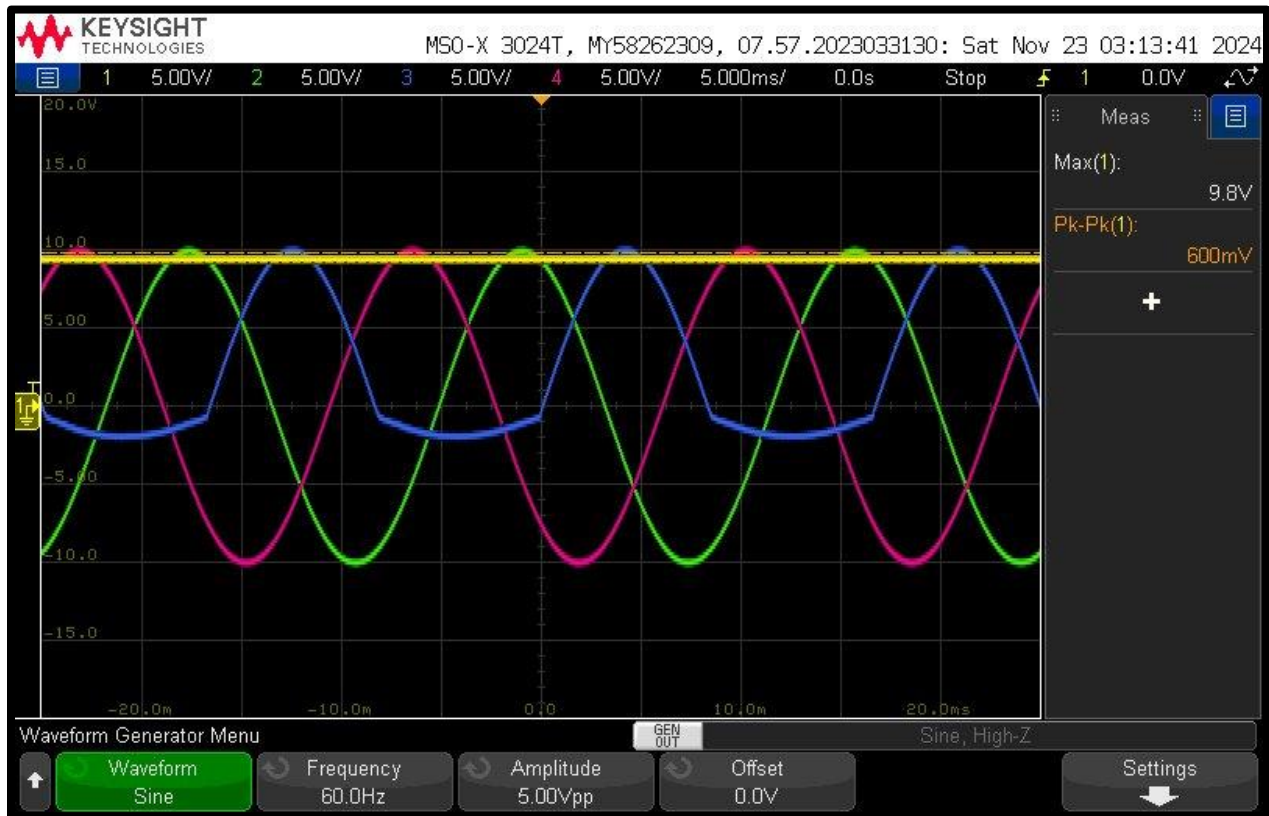 KEYSIGHT
TECHNOLOGIES
MSO-X 3024T, MY58262309, 07.57.2023033130: Sat Nov 23 03:13:41 2024
1 5.00V/ 2 5.00V/ 3 5.00V/ 4 5.00V/ 5.000ms/ 0.0s Stop 1 0.0V
20.0V
15.0
10.0
5.00
0.0
-5.00
-10.0
-15.0
-20.0m -10.0m 0.0 10.0m 20.0ms
T
1
Meas
Max(1):
9.8V
Pk-Pk(1):
600mV
+
Waveform Generator Menu
GEN OUT
Sine, High-Z
Waveform Frequency Amplitude Offset Settings
Sine 60.0Hz 5.00Vpp 0.0V